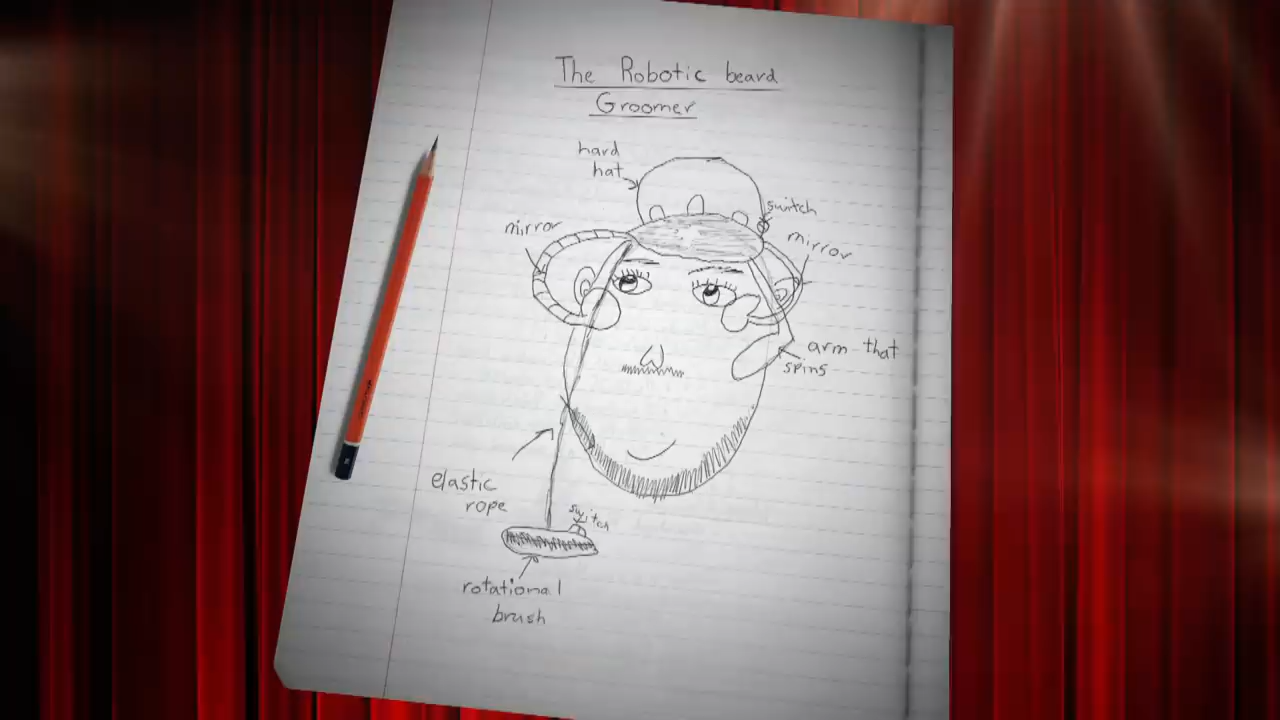 The Robotic beard
Groomer
hard
hat
switch
mirror
mirror
arm that
spins
elastic
rope
switch
rotational
brush